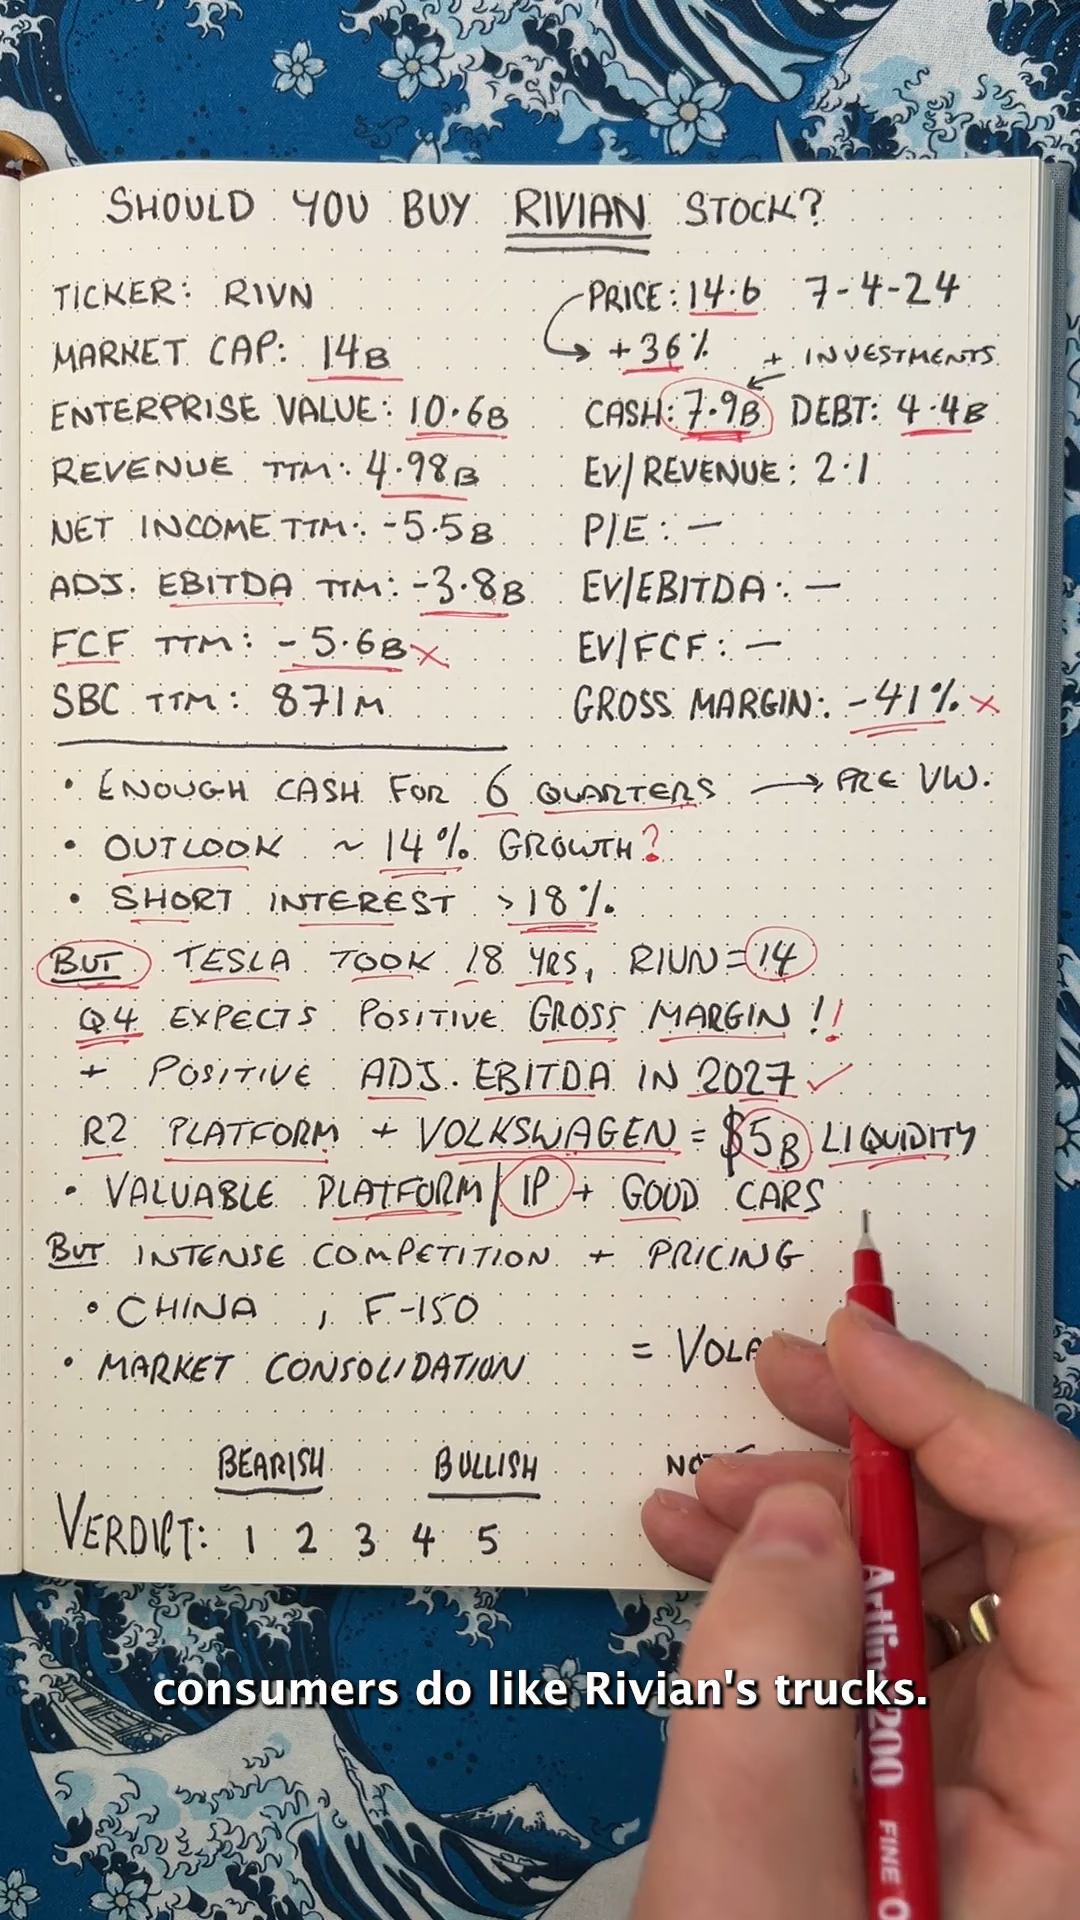 SHOULD YOU BUY RIVIAN STOCK?
TICKER: RIVN
PRICE: 14.6 7-4-24
MARKET CAP: 14B
+36% + INVESTMENTS
ENTERPRISE VALUE: 10.6B
CASH: 7.9B DEBT: 4.4B
REVENUE TTM: 4.98B
EV/REVENUE: 2.1
NET INCOME TTM: -5.5B
P/E: —
ADJ. EBITDA TTM: -3.8B
EV/EBITDA: —
FCF TTM: -5.6B X
EV/FCF: —
SBC TTM: 871M
GROSS MARGIN: -41% X
• ENOUGH CASH FOR 6 QUARTERS → PRE VW.
• OUTLOOK ~ 14% GROWTH?
• SHORT INTEREST >18%
BUT TESLA TOOK 18 YRS, RIVN=14
Q4 EXPECTS POSITIVE GROSS MARGIN!!
+ POSITIVE ADJ. EBITDA IN 2027 ✓
R2 PLATFORM + VOLKSWAGEN = $5B LIQUIDITY
• VALUABLE PLATFORM/IP + GOOD CARS
BUT INTENSE COMPETITION + PRICING
• CHINA, F-150
• MARKET CONSOLIDATION
=
BEARISH BULLISH
VERDICT: 1 2 3 4 5
consumers do like Rivian's trucks.
Artline 200
FINE